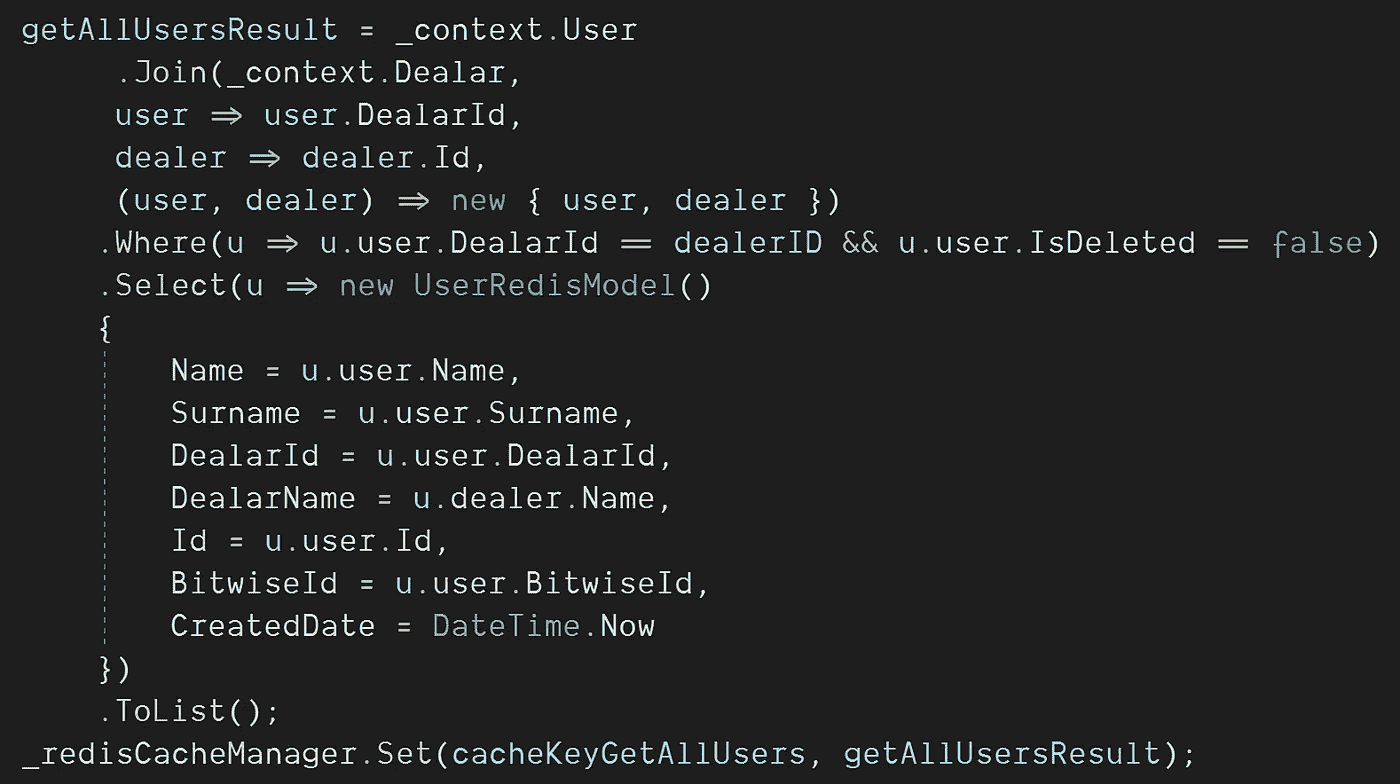 getAllUsersResult = _context.User
.Join(_context.Dealar,
user => user.DealarId,
dealer => dealer.Id,
(user, dealer) => new { user, dealer })
.Where(u => u.user.DealarId == dealerID && u.user.IsDeleted == false)
.Select(u => new UserRedisModel()
{
Name = u.user.Name,
Surname = u.user.Surname,
DealarId = u.user.DealarId,
DealarName = u.dealer.Name,
Id = u.user.Id,
BitwiseId = u.user.BitwiseId,
CreatedDate = DateTime.Now
})
.ToList();
_redisCacheManager.Set(cacheKeyGetAllUsers, getAllUsersResult);